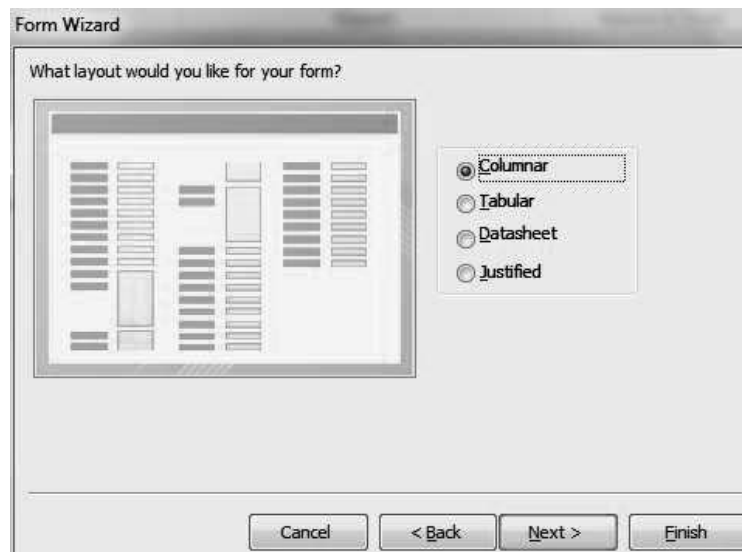 Form Wizard
What layout would you like for your form?
Columnar
Tabular
Datasheet
Justified
Cancel
< Back
Next >
Finish